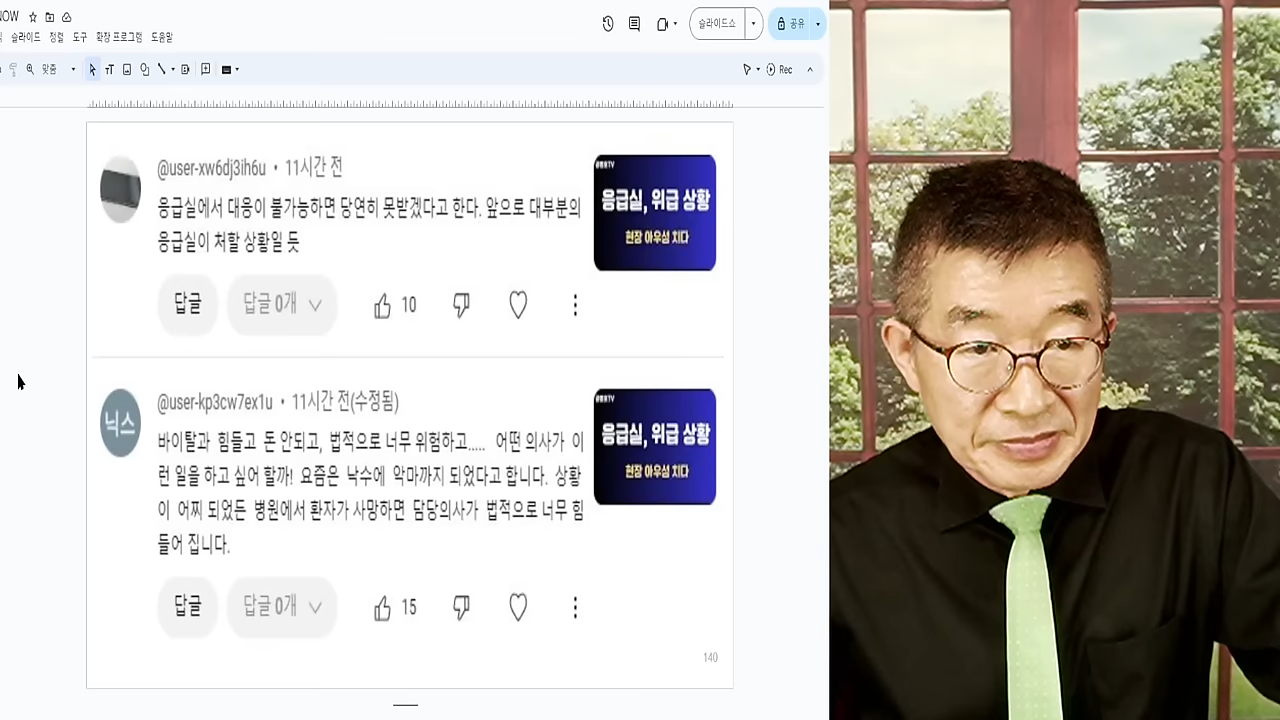 NOW
슬라이드 정렬 도구 확장 프로그램 도움말
슬라이드쇼
공유
맞춤
Rec
@user-xw6dj3ih6u • 11시간 전
응급실에서 대응이 불가능하면 당연히 못받겠다고 한다. 앞으로 대부분의
응급실이 처할 상황일 듯
답글
답글 0개
10
응급실, 위급 상황
현장 아우성 치다
@user-kp3cw7ex1u • 11시간 전(수정됨)
닉스
바이탈과 힘들고 돈 안되고, 법적으로 너무 위험하고..... 어떤 의사가 이
런 일을 하고 싶어 할까! 요즘은 낙수에 악마까지 되었다고 합니다. 상황
이 어찌 되었든 병원에서 환자가 사망하면 담당의사가 법적으로 너무 힘
들어 집니다.
답글
답글 0개
15
응급실, 위급 상황
현장 아우성 치다
140